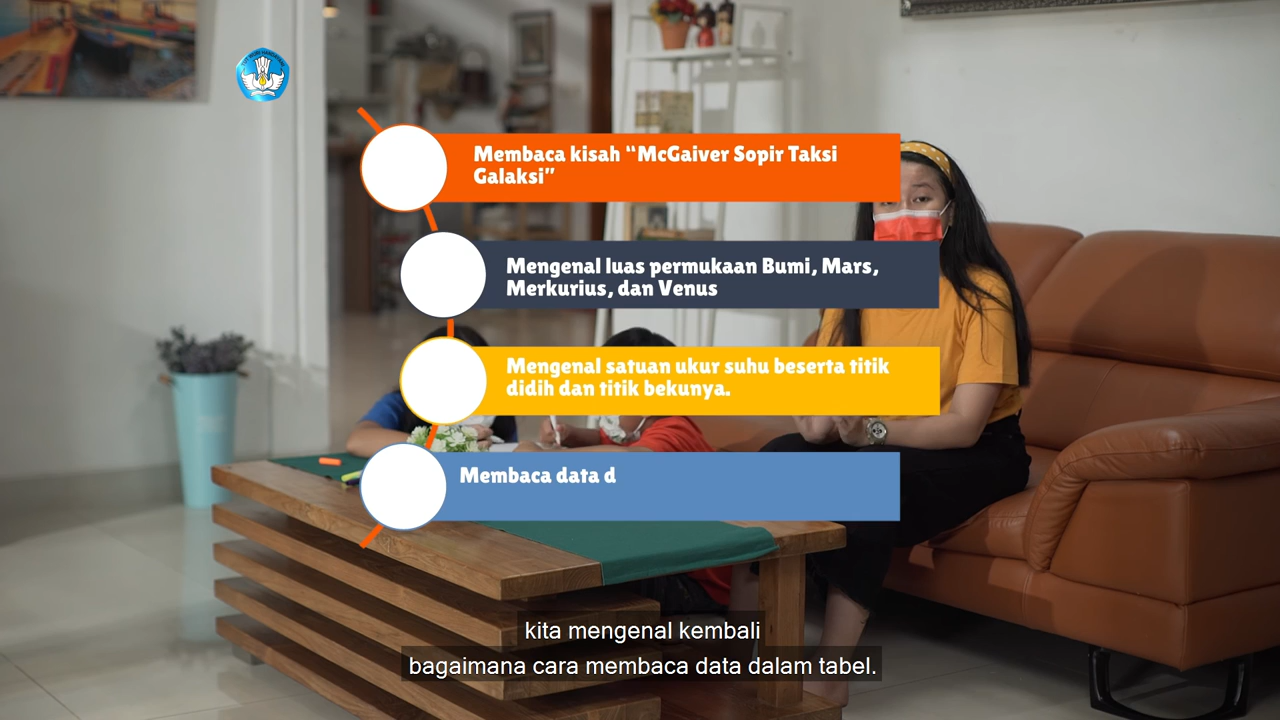 Membaca kisah “McGaiver Sopir Taksi
Galaksi”
Mengenal luas permukaan Bumi, Mars,
Merkurius, dan Venus
Mengenal satuan ukur suhu beserta titik
didih dan titik bekunya.
Membaca data d
kita mengenal kembali
bagaimana cara membaca data dalam tabel.